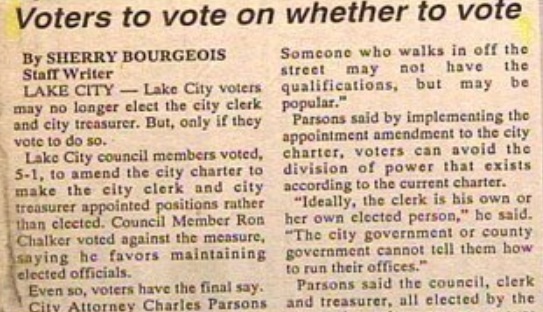 Voters to vote on whether to vote
By SHERRY BOURGEOIS
Staff Writer
LAKE CITY — Lake City voters
may no longer elect the city clerk
and city treasurer. But, only if they
vote to do so.
Lake City council members voted,
5-1, to amend the city charter to
make the city clerk and city
treasurer appointed positions rather
than elected. Council Member Ron
Chalker voted against the measure,
saying he favors maintaining
elected officials.
Even so, voters have the final say.
City Attorney Charles Parsons
Someone who walks in off the
street may not have the
qualifications, but may be
popular."
Parsons said by implementing the
appointment amendment to the city
charter, voters can avoid the
division of power that exists
according to the current charter.
"Ideally, the clerk is his own or
her own elected person," he said.
"The city government or county
government cannot tell them how
to run their offices."
Parsons said the council, clerk
and treasurer, all elected by the